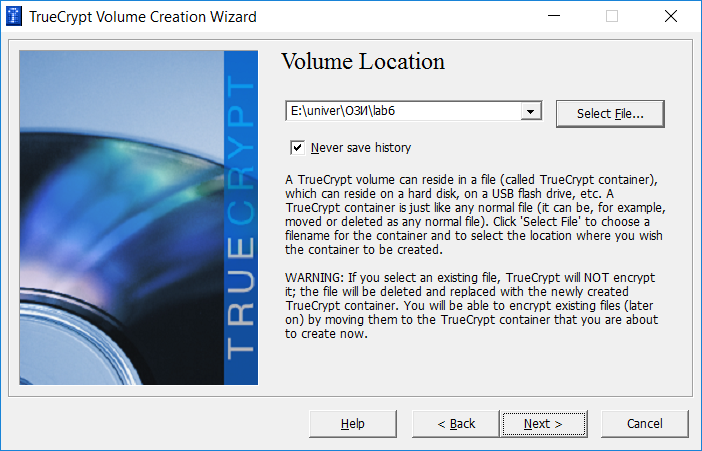 TrueCrypt Volume Creation Wizard
Volume Location
E:\univer\ОЗИ\lab6
Select File...
Never save history
A TrueCrypt volume can reside in a file (called TrueCrypt container),
which can reside on a hard disk, on a USB flash drive, etc. A
TrueCrypt container is just like any normal file (it can be, for example,
moved or deleted as any normal file). Click 'Select File' to choose a
filename for the container and to select the location where you wish
the container to be created.
WARNING: If you select an existing file, TrueCrypt will NOT encrypt
it; the file will be deleted and replaced with the newly created
TrueCrypt container. You will be able to encrypt existing files (later
on) by moving them to the TrueCrypt container that you are about
to create now.
TRUECRYPT
Help
< Back
Next >
Cancel